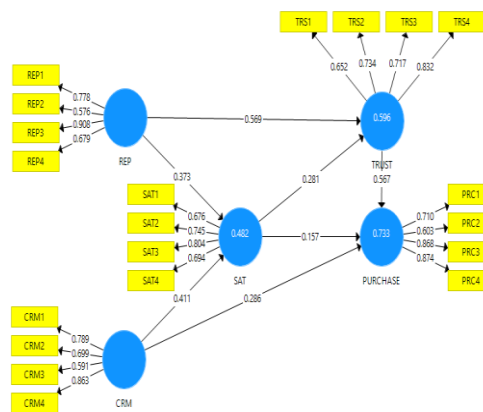 TRS1
TRS2
TRS3
TRS4
0.652
0.734
0.717
0.832
REP1
REP2
REP3
REP4
0.778
0.576
0.908
0.679
REP
0.569
0.596
TRUST
0.373
0.281
0.567
SAT1
SAT2
SAT3
SAT4
0.676
0.745
0.804
0.694
0.482
SAT
0.157
0.733
PURCHASE
0.710
0.603
0.868
0.874
PRC1
PRC2
PRC3
PRC4
0.411
0.286
CRM1
CRM2
CRM3
CRM4
0.789
0.699
0.591
0.863
CRM